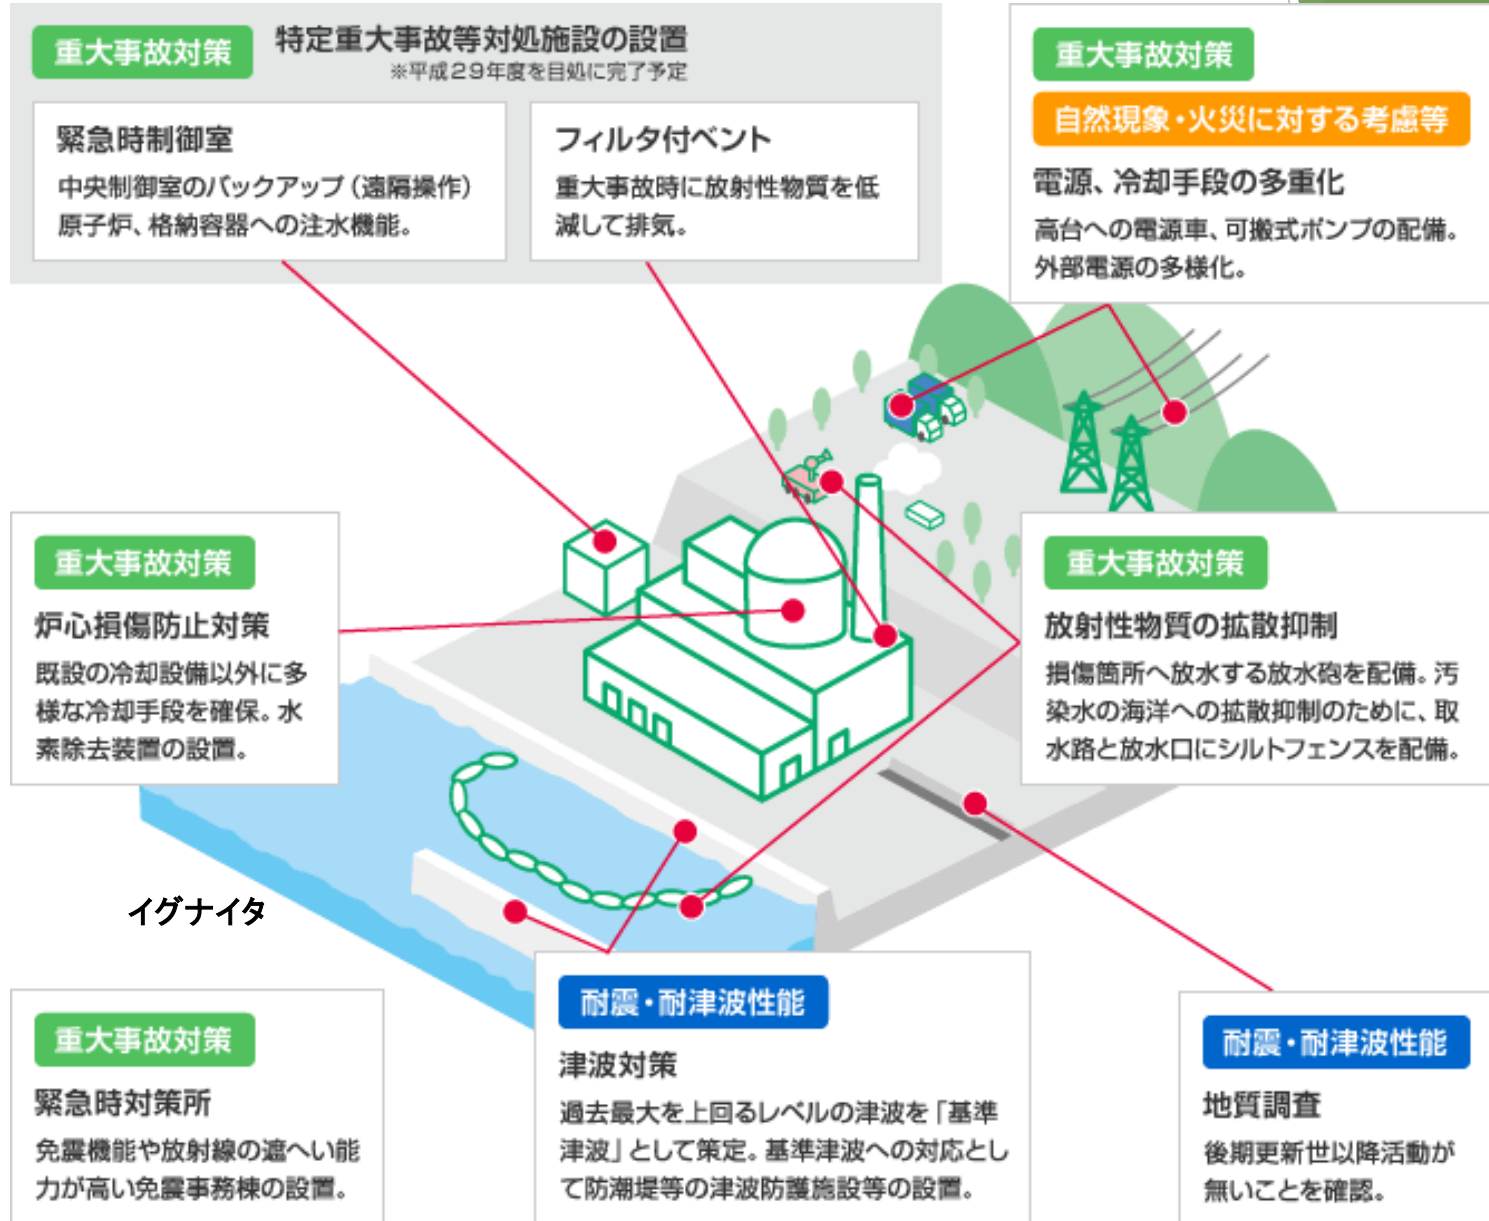 重大事故対策
特定重大事故等対処施設の設置
※平成29年度を目処に完了予定
緊急時制御室
中央制御室のバックアップ（遠隔操作）
原子炉、格納容器への注水機能。
フィルタ付ベント
重大事故時に放射性物質を低
減して排気。
重大事故対策
自然現象・火災に対する考慮等
電源、冷却手段の多重化
高台への電源車、可搬式ポンプの配備。
外部電源の多様化。
重大事故対策
炉心損傷防止対策
既設の冷却設備以外に多
様な冷却手段を確保。水
素除去装置の設置。
重大事故対策
放射性物質の拡散抑制
損傷箇所へ放水する放水砲を配備。汚
染水の海洋への拡散抑制のために、取
水路と放水口にシルトフェンスを配備。
イグナイタ
重大事故対策
緊急時対策所
免震機能や放射線の遮へい能
力が高い免震事務棟の設置。
耐震・耐津波性能
津波対策
過去最大を上回るレベルの津波を「基準
津波」として策定。基準津波への対応とし
て防潮堤等の津波防護施設等の設置。
耐震・耐津波性能
地質調査
後期更新世以降活動が
無いことを確認。